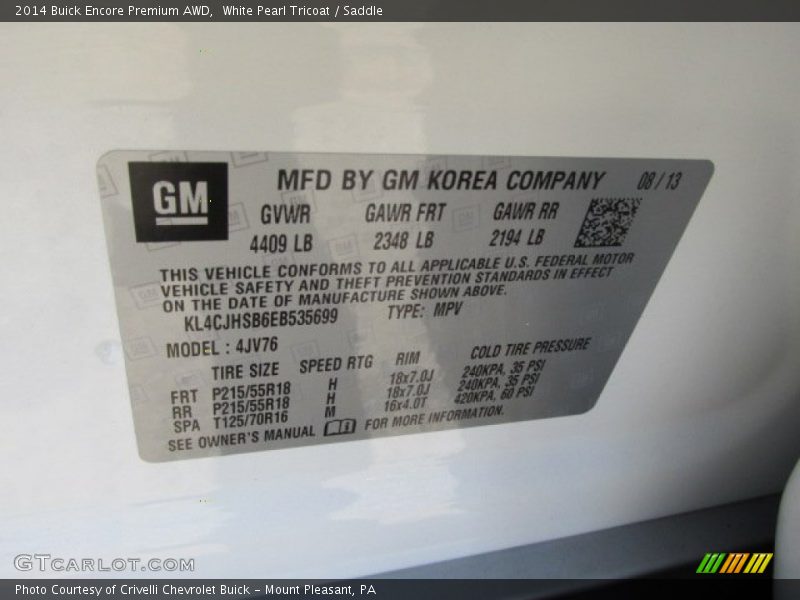 2014 Buick Encore Premium AWD,  White Pearl Tricoat / Saddle
GM
MFD BY GM KOREA COMPANY 08 / 13
GVWR GAWR FRT GAWR RR
4409 LB 2348 LB 2194 LB
THIS VEHICLE CONFORMS TO ALL APPLICABLE U.S. FEDERAL MOTOR
VEHICLE SAFETY AND THEFT PREVENTION STANDARDS IN EFFECT
ON THE DATE OF MANUFACTURE SHOWN ABOVE.
KL4CJHSB6EB535699 TYPE: MPV
MODEL : 4JV76
TIRE SIZE SPEED RTG RIM COLD TIRE PRESSURE
FRT P215/55R18 H 18x7.0J 240KPA, 35 PSI
RR P215/55R18 H 18x7.0J 240KPA, 35 PSI
SPA T125/70R16 M 16x4.0T 420KPA, 60 PSI
SEE OWNER'S MANUAL FOR MORE INFORMATION.
GTCARLOT.COM
Photo Courtesy of Crivelli Chevrolet Buick - Mount Pleasant, PA